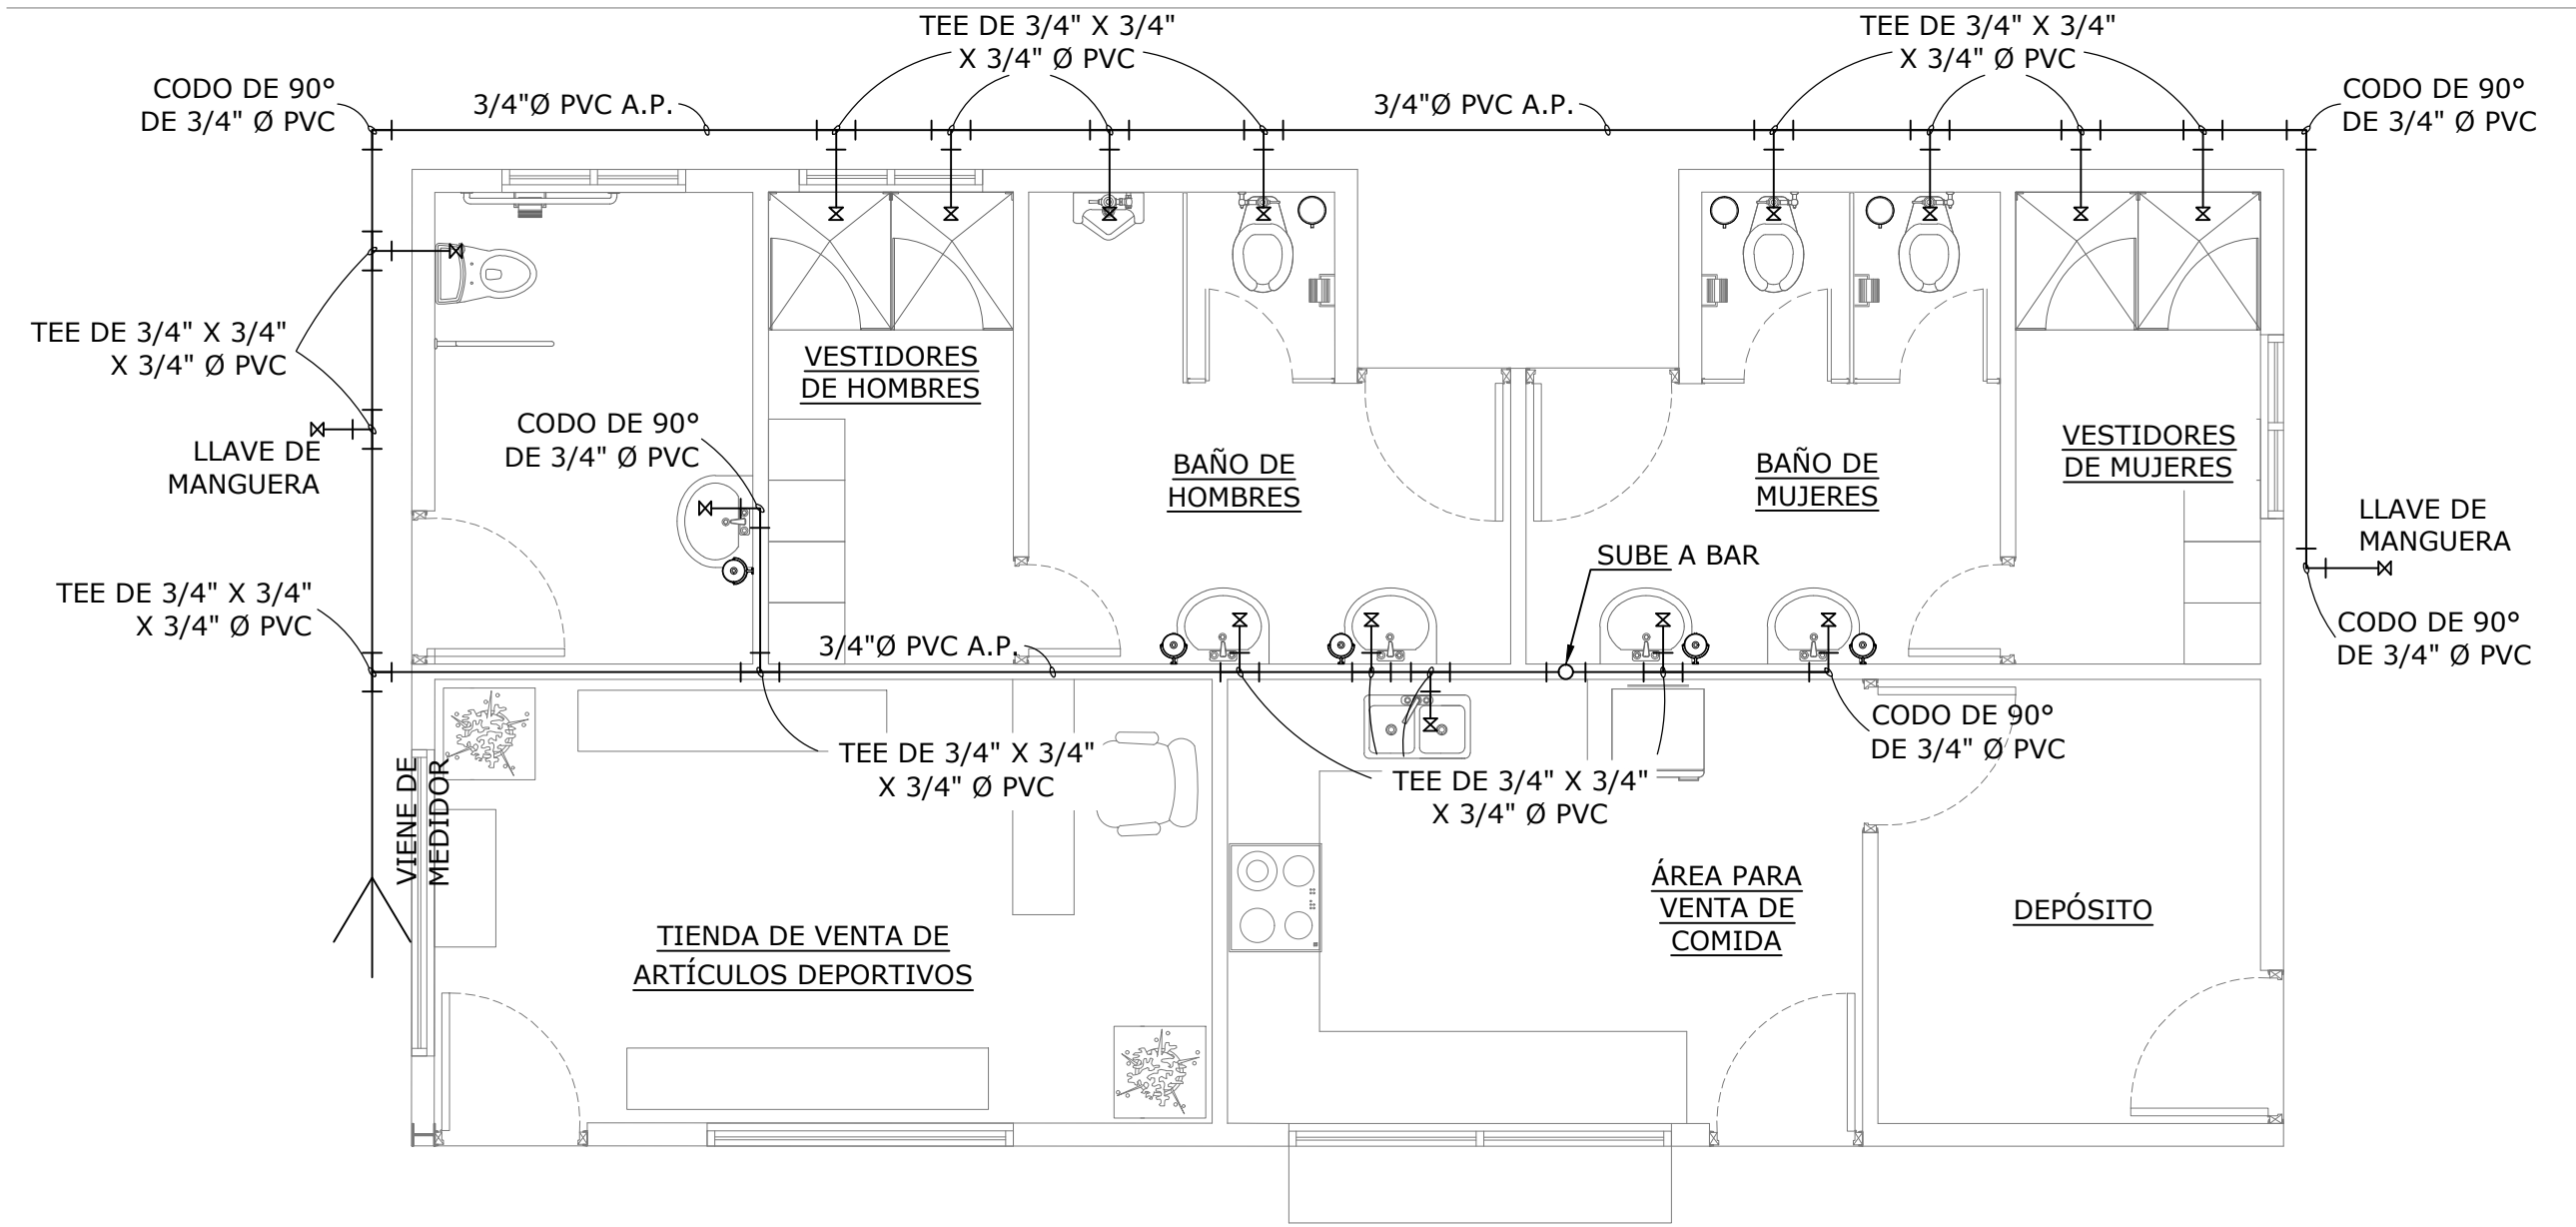 TEE DE 3/4" X 3/4"
X 3/4" Ø PVC
TEE DE 3/4" X 3/4"
X 3/4" Ø PVC
CODO DE 90°
DE 3/4" Ø PVC
3/4"Ø PVC A.P.
3/4"Ø PVC A.P.
CODO DE 90°
DE 3/4" Ø PVC
TEE DE 3/4" X 3/4"
X 3/4" Ø PVC
VESTIDORES
DE HOMBRES
CODO DE 90°
DE 3/4" Ø PVC
LLAVE DE
MANGUERA
BAÑO DE
HOMBRES
BAÑO DE
MUJERES
VESTIDORES
DE MUJERES
LLAVE DE
MANGUERA
SUBE A BAR
TEE DE 3/4" X 3/4"
X 3/4" Ø PVC
3/4"Ø PVC A.P.
CODO DE 90°
DE 3/4" Ø PVC
CODO DE 90°
DE 3/4" Ø PVC
TEE DE 3/4" X 3/4"
X 3/4" Ø PVC
TEE DE 3/4" X 3/4"
X 3/4" Ø PVC
VIENE DE
MEDIDOR
ÁREA PARA
VENTA DE
COMIDA
DEPÓSITO
TIENDA DE VENTA DE
ARTÍCULOS DEPORTIVOS